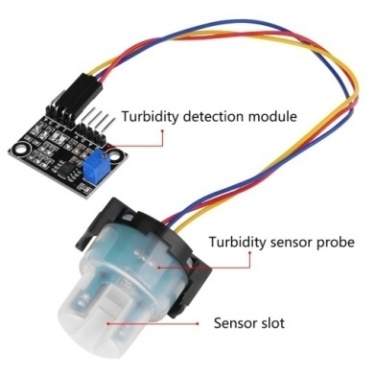 Turbidity detection module
Turbidity sensor probe
Sensor slot